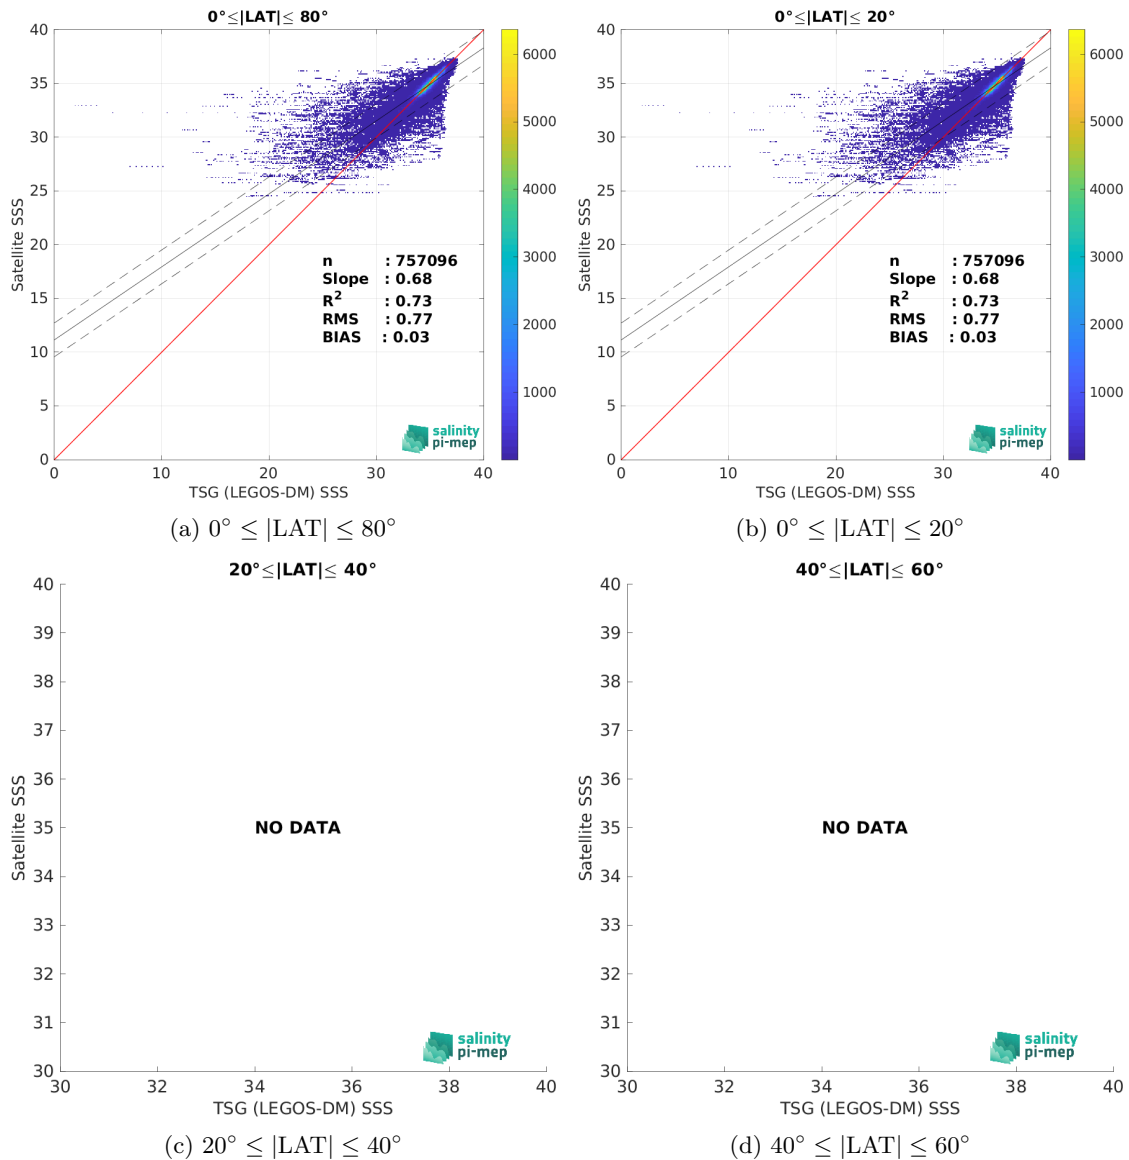 0°≤|LAT|≤ 80°
Satellite SSS
40
35
30
25
20
15
10
5
0
0
10
20
30
40
TSG (LEGOS-DM) SSS
n : 757096
Slope : 0.68
R² : 0.73
RMS : 0.77
BIAS : 0.03
salinity
pi-mep
6000
5000
4000
3000
2000
1000
(a) 0° ≤ |LAT| ≤ 80°
0°≤|LAT|≤ 20°
Satellite SSS
40
35
30
25
20
15
10
5
0
0
10
20
30
40
TSG (LEGOS-DM) SSS
n : 757096
Slope : 0.68
R² : 0.73
RMS : 0.77
BIAS : 0.03
salinity
pi-mep
6000
5000
4000
3000
2000
1000
(b) 0° ≤ |LAT| ≤ 20°
20°≤|LAT|≤ 40°
Satellite SSS
40
39
38
37
36
35
34
33
32
31
30
NO DATA
salinity
pi-mep
30
32
34
36
38
40
TSG (LEGOS-DM) SSS
(c) 20° ≤ |LAT| ≤ 40°
40°≤|LAT|≤ 60°
Satellite SSS
40
39
38
37
36
35
34
33
32
31
30
NO DATA
salinity
pi-mep
30
32
34
36
38
40
TSG (LEGOS-DM) SSS
(d) 40° ≤ |LAT| ≤ 60°